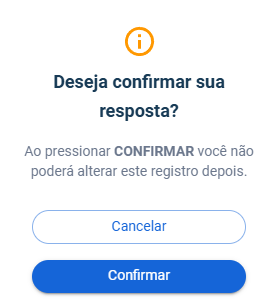 Deseja confirmar sua
resposta?
Ao pressionar CONFIRMAR você não
poderá alterar este registro depois.
Cancelar
Confirmar